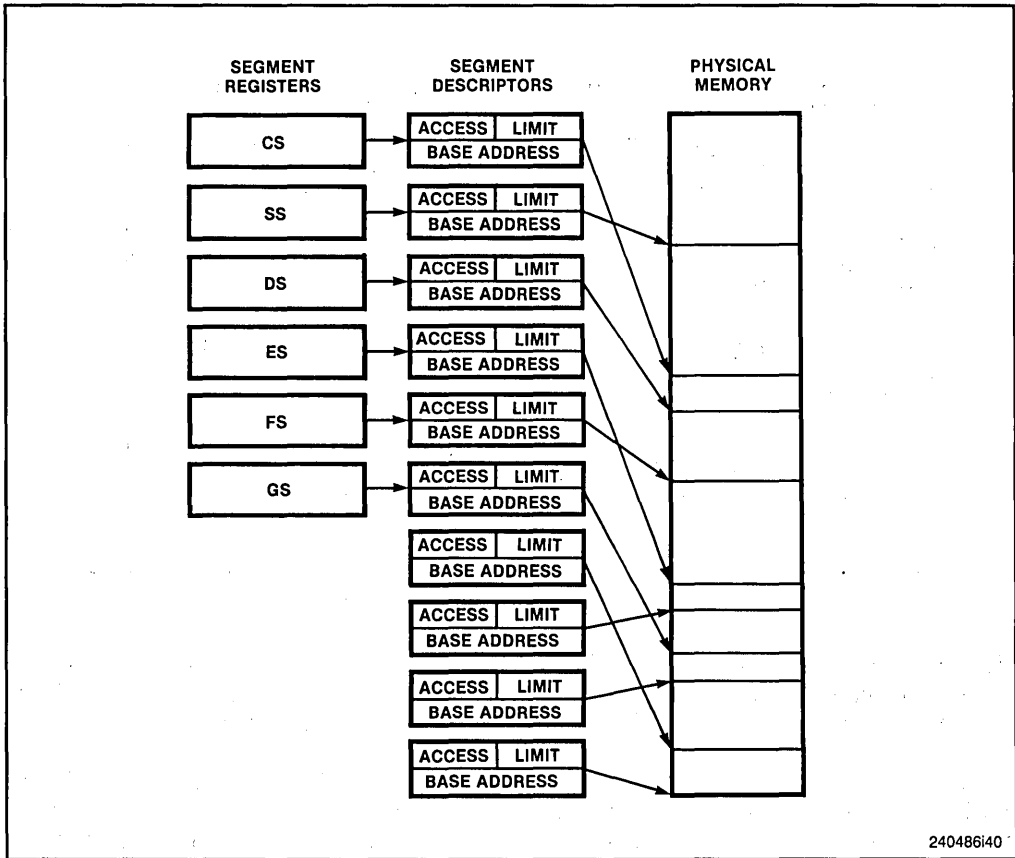 SEGMENT
REGISTERS
SEGMENT
DESCRIPTORS
PHYSICAL
MEMORY
CS
ACCESS LIMIT
BASE ADDRESS
SS
ACCESS LIMIT
BASE ADDRESS
DS
ACCESS LIMIT
BASE ADDRESS
ES
ACCESS LIMIT
BASE ADDRESS
FS
ACCESS LIMIT
BASE ADDRESS
GS
ACCESS LIMIT
BASE ADDRESS
ACCESS LIMIT
BASE ADDRESS
ACCESS LIMIT
BASE ADDRESS
ACCESS LIMIT
BASE ADDRESS
ACCESS LIMIT
BASE ADDRESS
240486i40